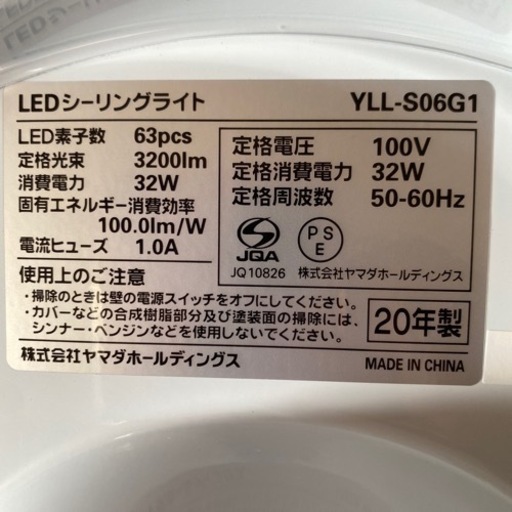 LEDシーリングライト YLL-S06G1
LED素子数 63pcs
定格光束 3200lm
消費電力 32W
固有エネルギー消費効率
100.0lm/W
電流ヒューズ 1.0A
定格電圧 100V
定格消費電力 32W
定格周波数 50-60Hz
S
JQA
PS
E
JQ10826 株式会社ヤマダホールディングス
使用上のご注意
・掃除のときは壁の電源スイッチをオフにしてください。
・カバーなどの合成樹脂部分及び塗装面の掃除には、
シンナー・ベンジンなどを使用しないでください。
20年製
株式会社ヤマダホールディングス
MADE IN CHINA